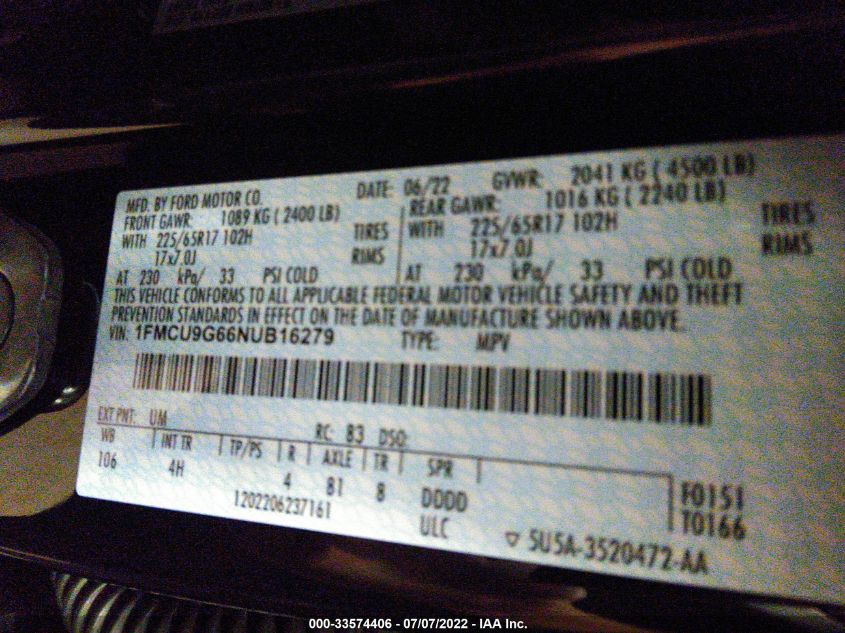 MFD. BY FORD MOTOR CO. DATE: 06/22 GVWR: 2041 KG ( 4500 LB)
FRONT GAWR: 1089 KG ( 2400 LB) REAR GAWR: 1016 KG ( 2240 LB)
WITH 225/65R17 102H TIRES WITH 225/65R17 102H TIRES
17x7.0J RIMS 17x7.0J RIMS
AT 230 kPa/ 33 PSI COLD AT 230 kPa/ 33 PSI COLD
THIS VEHICLE CONFORMS TO ALL APPLICABLE FEDERAL MOTOR VEHICLE SAFETY AND THEFT
PREVENTION STANDARDS IN EFFECT ON THE DATE OF MANUFACTURE SHOWN ABOVE.
VIN: 1FMCU9G66NUB16279 TYPE: MPV
EXT PNT: UM RC: B3 DSO:
WB INT TR TP/PS R AXLE TR SPR
106 4H 4 B1 8 DDDD F0151
1202206237161 ULC T0166
▽ 5U5A-3520472-AA
000-33574406 - 07/07/2022 - IAA Inc.